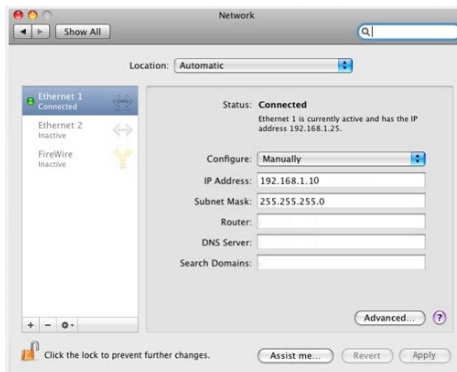 Network
Show All
Location: Automatic
Ethernet 1
Connected
Ethernet 2
Inactive
FireWire
Inactive
Status: Connected
Ethernet 1 is currently active and has the IP
address 192.168.1.25.
Configure: Manually
IP Address: 192.168.1.10
Subnet Mask: 255.255.255.0
Router:
DNS Server:
Search Domains:
Advanced... ?
+ −
Click the lock to prevent further changes.
Assist me... Revert Apply